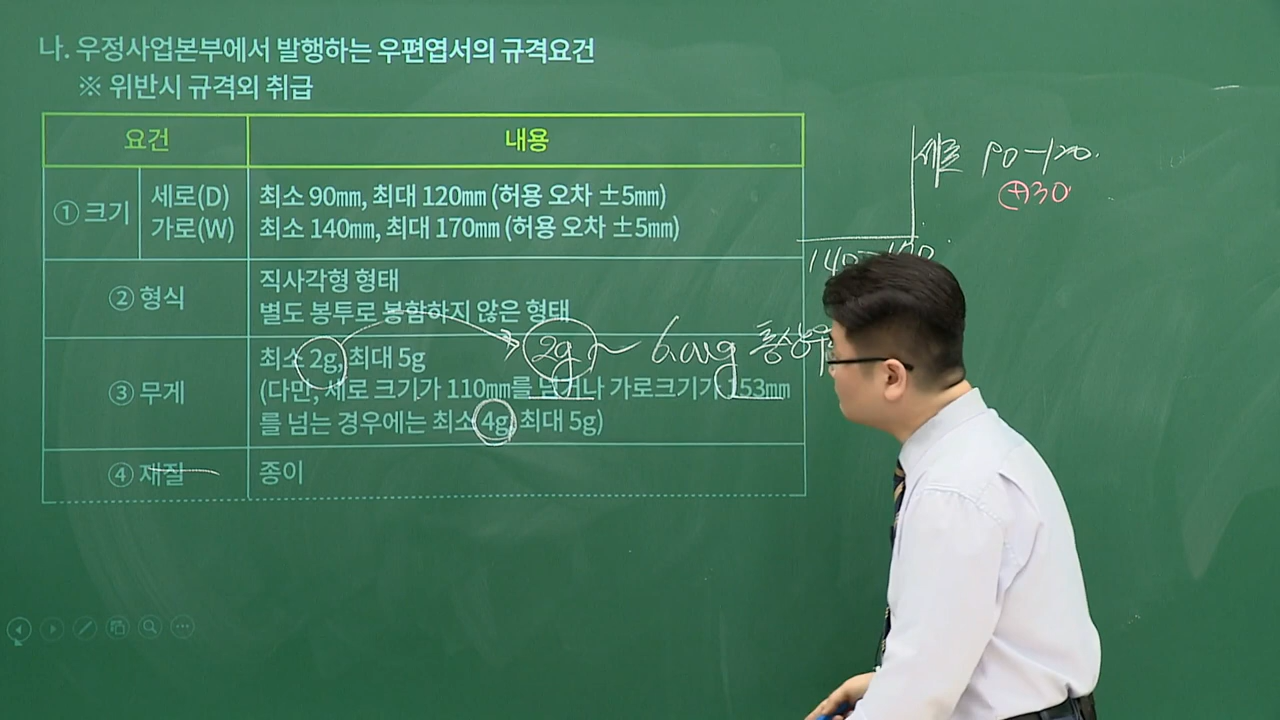 나. 우정사업본부에서 발행하는 우편엽서의 규격요건
※ 위반시 규격외 취급
요건 내용
① 크기 세로(D) 최소 90㎜, 최대 120㎜ (허용 오차 ±5㎜)
가로(W) 최소 140㎜, 최대 170㎜ (허용 오차 ±5㎜)
② 형식 직사각형 형태
별도 봉투로 봉함하지 않은 형태
③ 무게 최소 2g, 최대 5g
(다만, 세로 크기가 110㎜를 넘거나 가로크기가 153㎜
를 넘는 경우에는 최소 4g, 최대 5g)
④ 재질 종이
세로 90-120.
+30
2g ~ 통상우